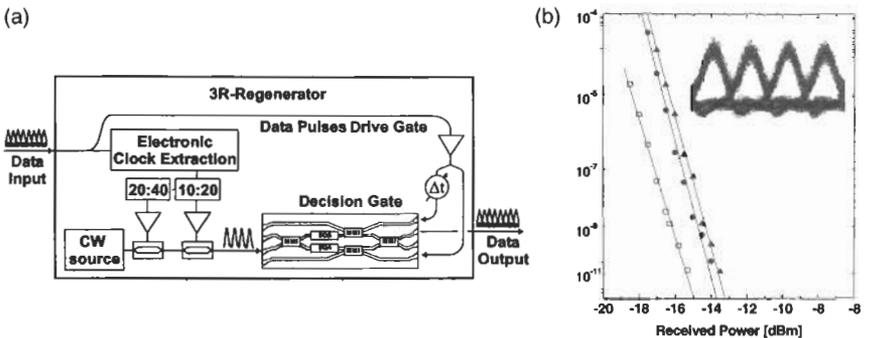 (a)
3R-Regenerator
Data Pulses Drive Gate
Data
Input
Electronic
Clock Extraction
20:40
10:20
Δt
Decision Gate
CW
source
Data
Output
(b)
10-4
10-5
10-7
10-9
10-11
-20 -18 -16 -14 -12 -10 -8 -8
Received Power [dBm]